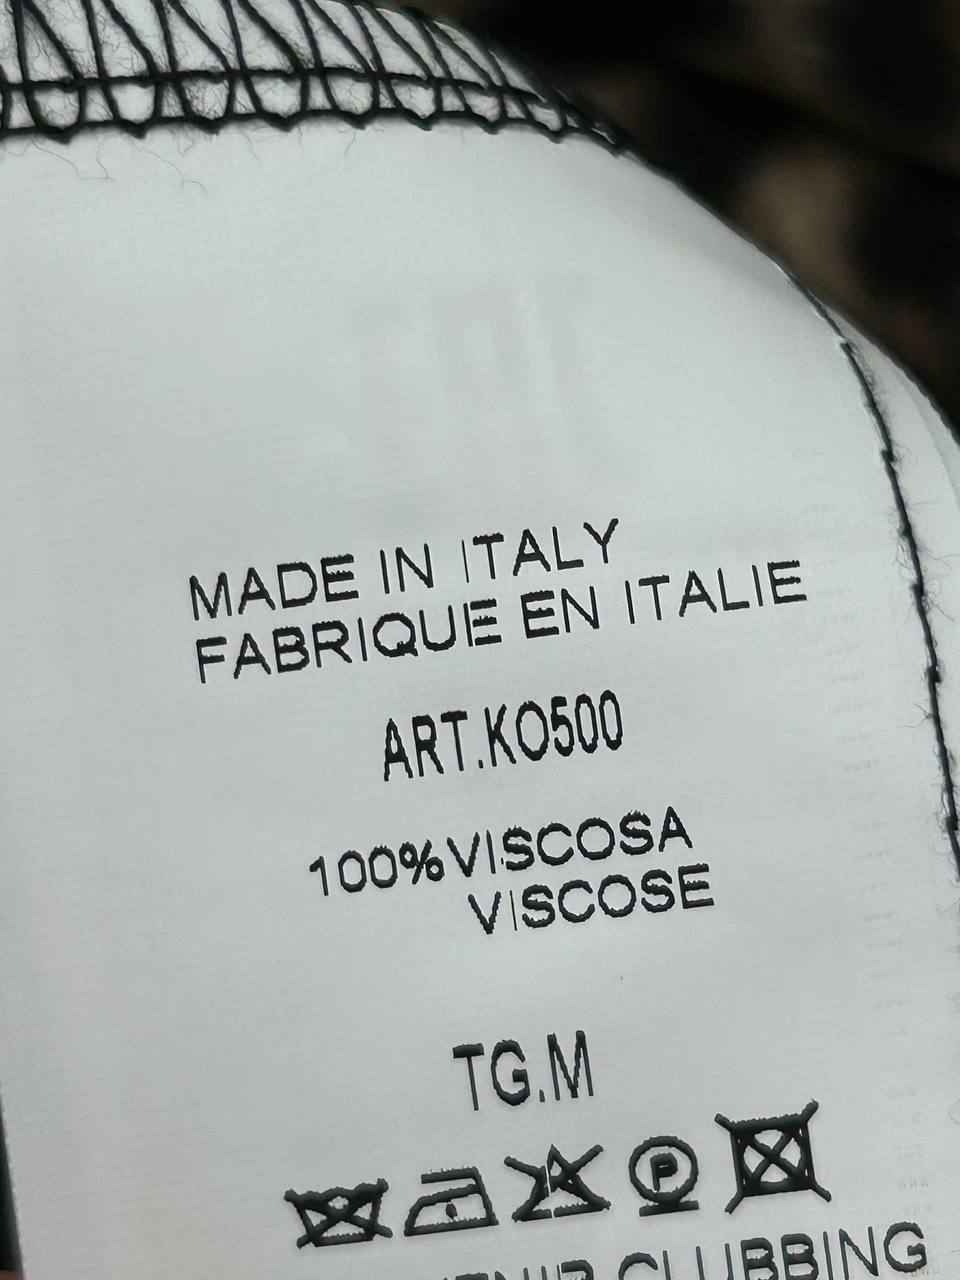 MADE IN ITALY
FABRIQUE EN ITALIE
ART.KO500
100% VISCOSA
VISCOSE
TG.M
P
CLUBBING